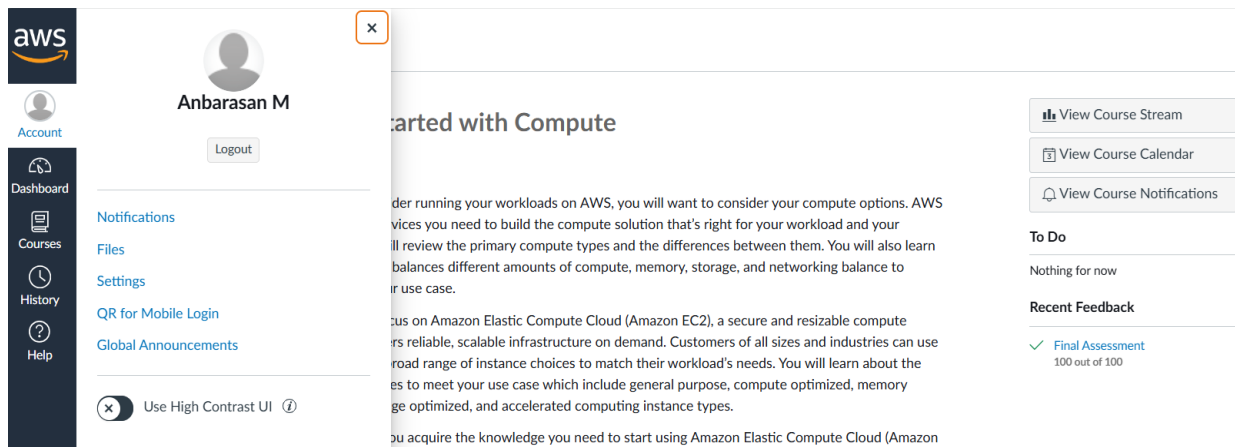 aws
Account
Dashboard
Courses
History
Help
Anbarasan M
Logout
Notifications
Files
Settings
QR for Mobile Login
Global Announcements
Use High Contrast UI
tarted with Compute
der running your workloads on AWS, you will want to consider your compute options. AWS
vices you need to build the compute solution that's right for your workload and your
ll review the primary compute types and the differences between them. You will also learn
balances different amounts of compute, memory, storage, and networking balance to
ur use case.
cus on Amazon Elastic Compute Cloud (Amazon EC2), a secure and resizable compute
rs reliable, scalable infrastructure on demand. Customers of all sizes and industries can use
road range of instance choices to match their workload's needs. You will learn about the
es to meet your use case which include general purpose, compute optimized, memory
ge optimized, and accelerated computing instance types.
ou acquire the knowledge you need to start using Amazon Elastic Compute Cloud (Amazon
View Course Stream
View Course Calendar
View Course Notifications
To Do
Nothing for now
Recent Feedback
Final Assessment
100 out of 100